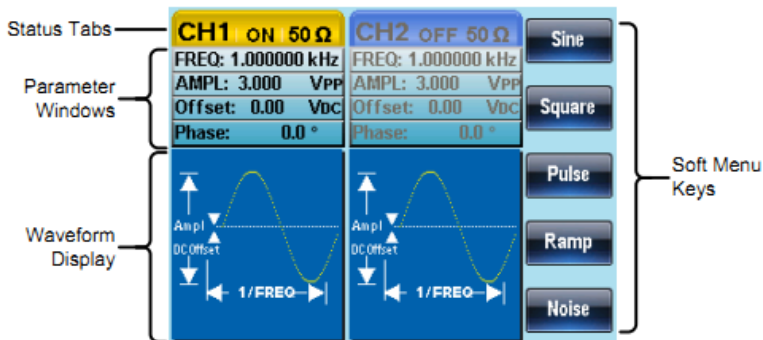 Status Tabs
CH1 ON 50 Ω
CH2 OFF 50 Ω
Sine
Parameter
Windows
FREQ: 1.000000 kHz
AMPL: 3.000 VPP
Offset: 0.00 VDC
Phase: 0.0 °
FREQ: 1.000000 kHz
AMPL: 3.000 VPP
Offset: 0.00 VDC
Phase: 0.0 °
Square
Pulse
Soft Menu
Keys
Waveform
Display
Ampl
DC Offset
1/FREQ
Ampl
DC Offset
1/FREQ
Ramp
Noise